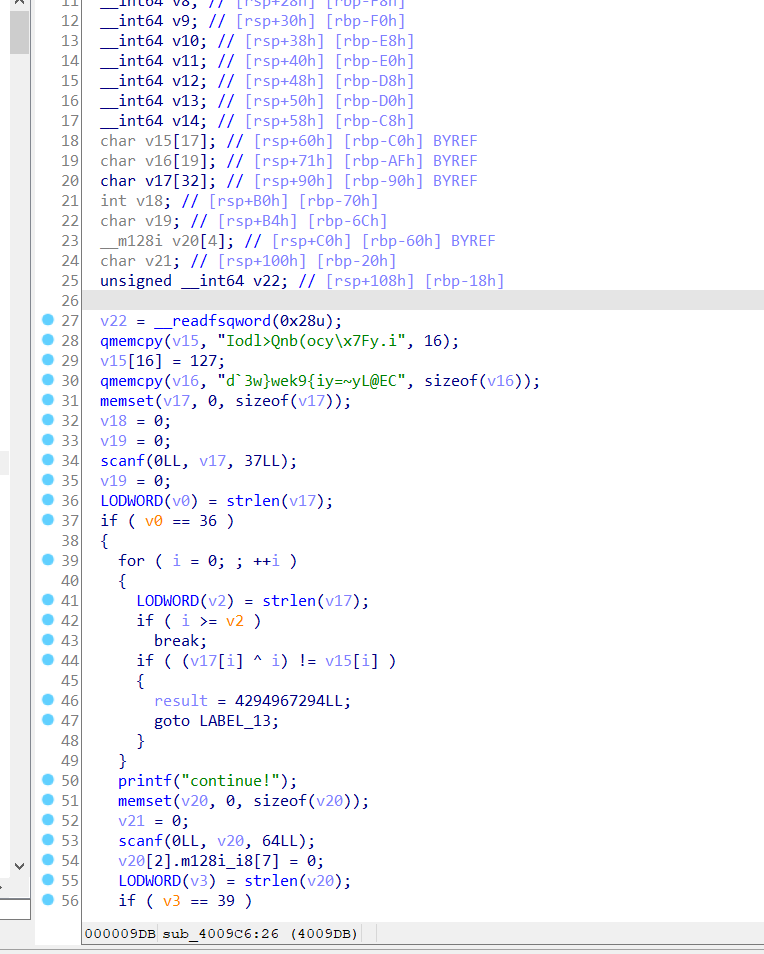 11 __int64 v8; // [rsp+28h] [rbp-F8h]
12 __int64 v9; // [rsp+30h] [rbp-F0h]
13 __int64 v10; // [rsp+38h] [rbp-E8h]
14 __int64 v11; // [rsp+40h] [rbp-E0h]
15 __int64 v12; // [rsp+48h] [rbp-D8h]
16 __int64 v13; // [rsp+50h] [rbp-D0h]
17 __int64 v14; // [rsp+58h] [rbp-C8h]
18 char v15[17]; // [rsp+60h] [rbp-C0h] BYREF
19 char v16[19]; // [rsp+71h] [rbp-AFh] BYREF
20 char v17[32]; // [rsp+90h] [rbp-90h] BYREF
21 int v18; // [rsp+B0h] [rbp-70h]
22 char v19; // [rsp+B4h] [rbp-6Ch]
23 __m128i v20[4]; // [rsp+C0h] [rbp-60h] BYREF
24 char v21; // [rsp+100h] [rbp-20h]
25 unsigned __int64 v22; // [rsp+108h] [rbp-18h]
26
27 v22 = __readfsqword(0x28u);
28 qmemcpy(v15, "Iodl>Qnb(ocy\x7Fy.i", 16);
29 v15[16] = 127;
30 qmemcpy(v16, "d`3w}wek9{iy=~yL@EC", sizeof(v16));
31 memset(v17, 0, sizeof(v17));
32 v18 = 0;
33 v19 = 0;
34 scanf(0LL, v17, 37LL);
35 v19 = 0;
36 LODWORD(v0) = strlen(v17);
37 if ( v0 == 36 )
38 {
39 for ( i = 0; ; ++i )
40 {
41 LODWORD(v2) = strlen(v17);
42 if ( i >= v2 )
43 break;
44 if ( (v17[i] ^ i) != v15[i] )
45 {
46 result = 4294967294LL;
47 goto LABEL_13;
48 }
49 }
50 printf("continue!");
51 memset(v20, 0, sizeof(v20));
52 v21 = 0;
53 scanf(0LL, v20, 64LL);
54 v20[2].m128i_i8[7] = 0;
55 LODWORD(v3) = strlen(v20);
56 if ( v3 == 39 )
000009DB sub_4009C6:26 (4009DB)